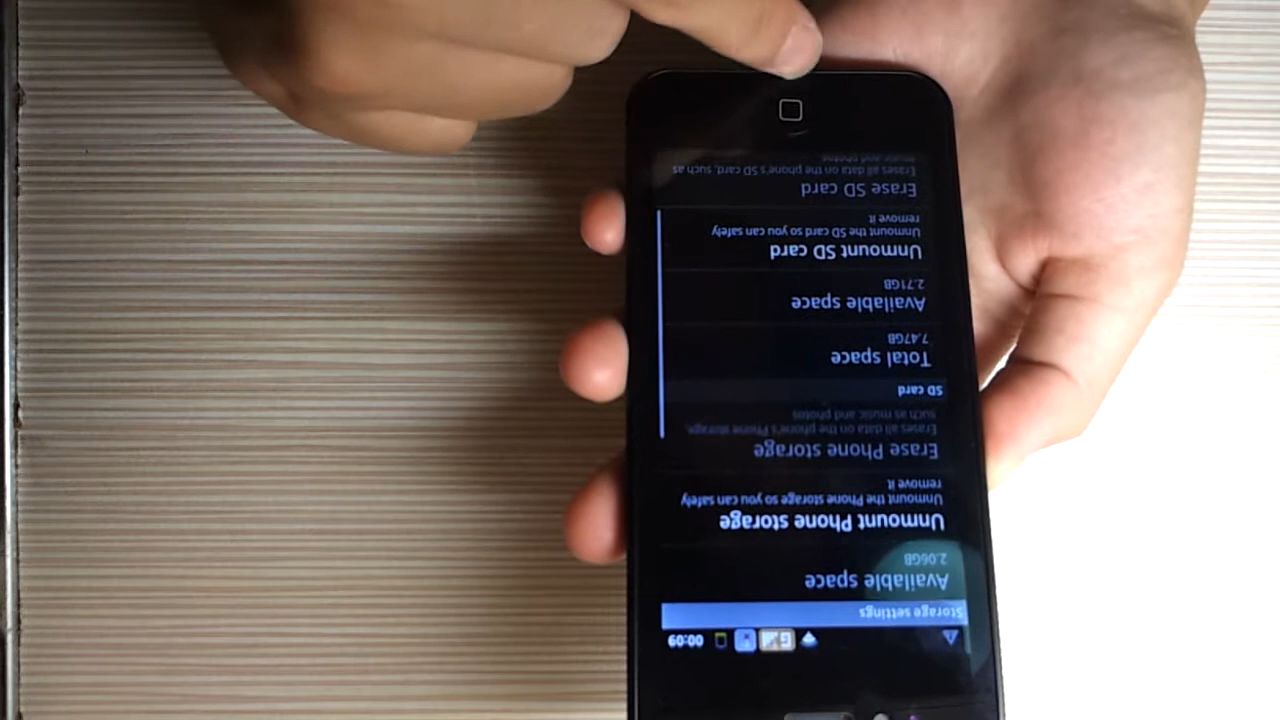 00:09
Storage settings
Available space
2.06GB
Unmount Phone storage
Unmount the Phone storage so you can safely
remove it
Erase Phone storage
Erases all data on the phone's Phone storage,
such as music and photos
SD card
Total space
7.47GB
Available space
2.71GB
Unmount SD card
Unmount the SD card so you can safely
remove it
Erase SD card
Erases all data on the phone's SD card, such as
music and photos